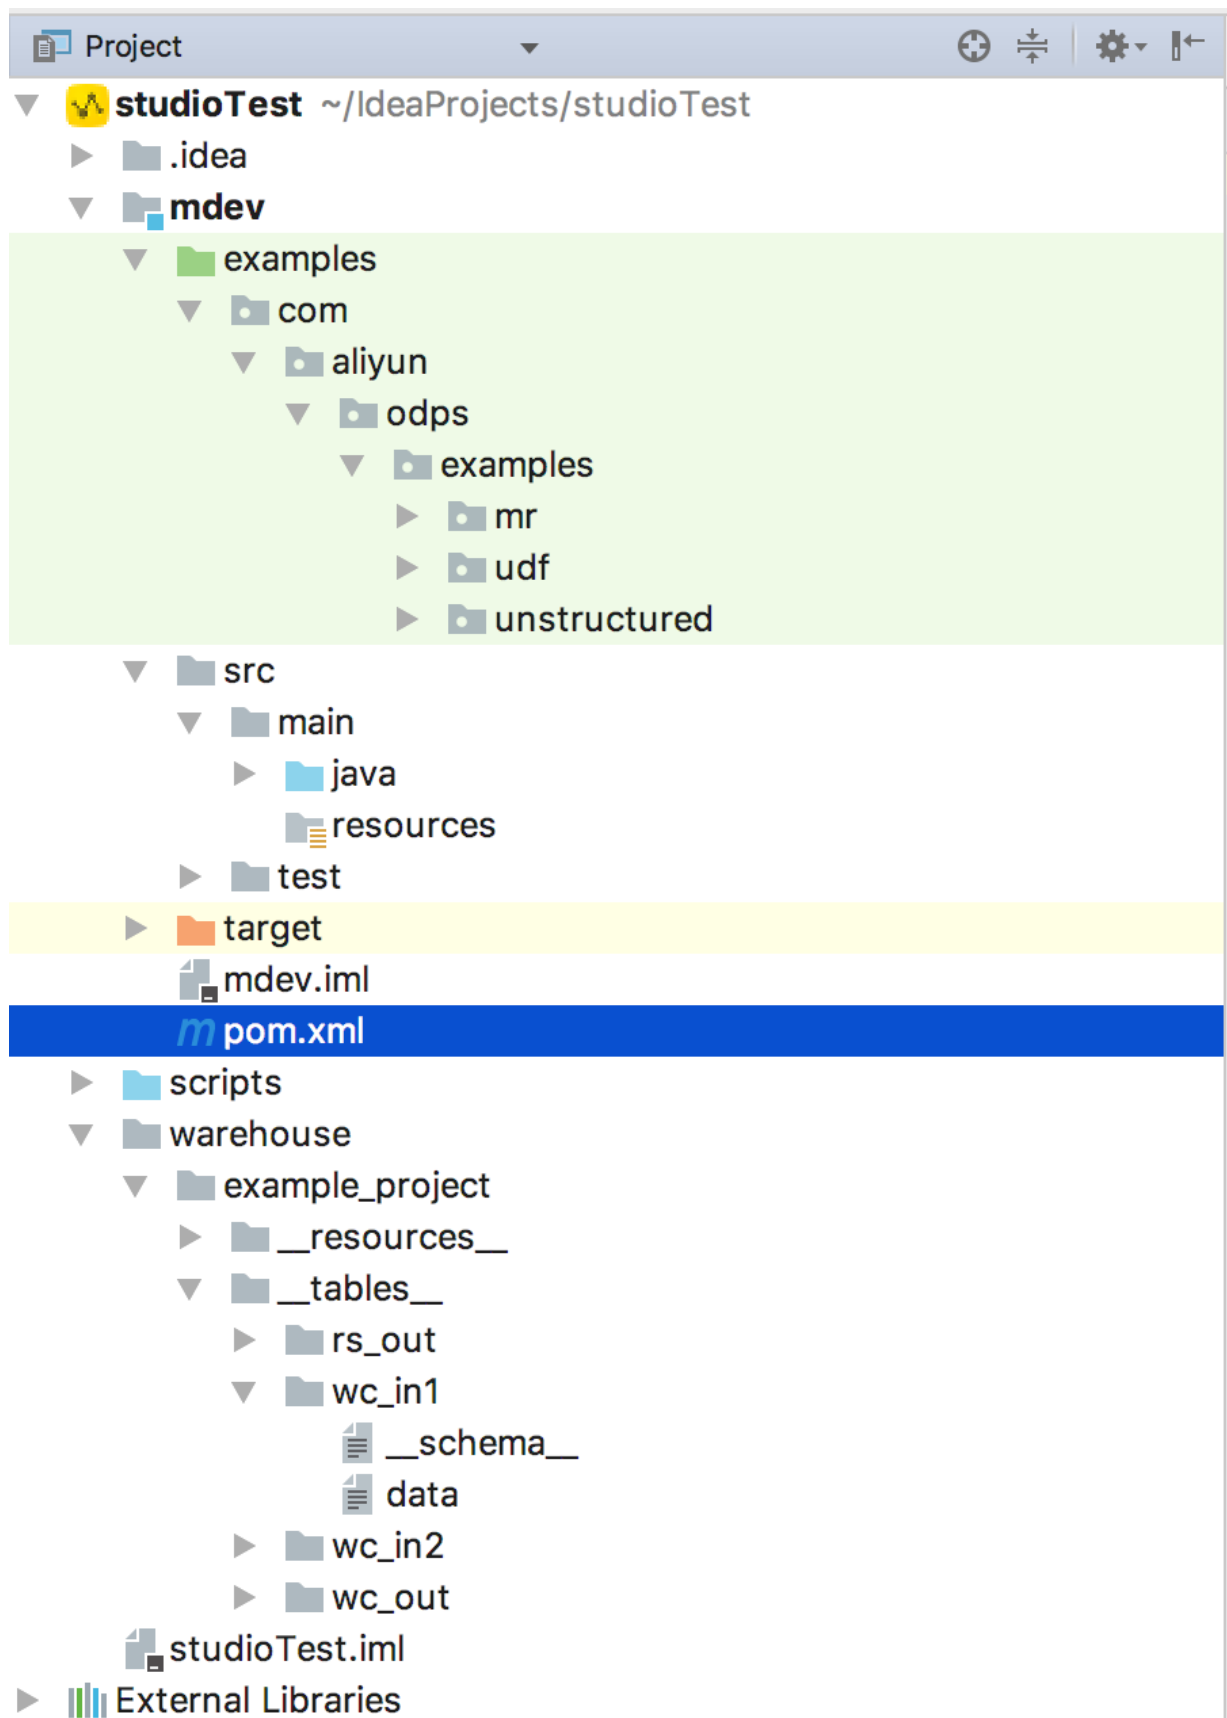 Project
studioTest ~/IdeaProjects/studioTest
.idea
mdev
examples
com
aliyun
odps
examples
mr
udf
unstructured
src
main
java
resources
test
target
mdev.iml
pom.xml
scripts
warehouse
example_project
__resources__
__tables__
rs_out
wc_in1
__schema__
data
wc_in2
wc_out
studioTest.iml
External Libraries